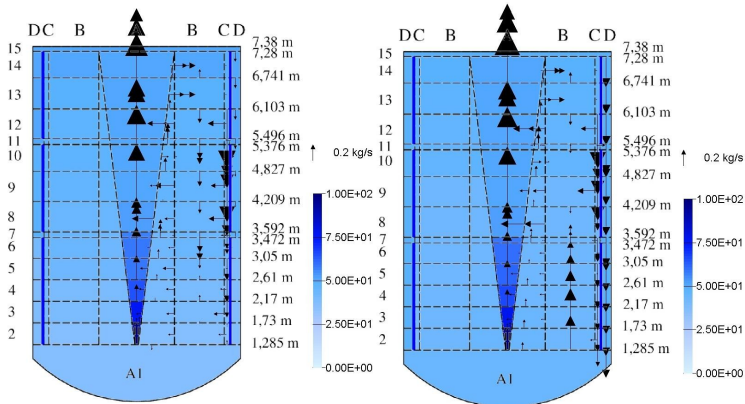 D C B A B C D
15
14
13
12
11
10
9
8
7
6
5
4
3
2
7,38 m
7,28 m
6,741 m
6,103 m
5,496 m
5,376 m
4,827 m
4,209 m
3,592 m
3,472 m
3,05 m
2,61 m
2,17 m
1,73 m
1,285 m
A1
0.2 kg/s
1.00E+02
7.50E+01
5.00E+01
2.50E+01
0.00E+00
D C B A B C D
15
14
13
12
11
10
9
8
7
6
5
4
3
2
7,38 m
7,28 m
6,741 m
6,103 m
5,496 m
5,376 m
4,827 m
4,209 m
3,592 m
3,472 m
3,05 m
2,61 m
2,17 m
1,73 m
1,285 m
A1
0.2 kg/s
1.00E+02
7.50E+01
5.00E+01
2.50E+01
0.00E+00